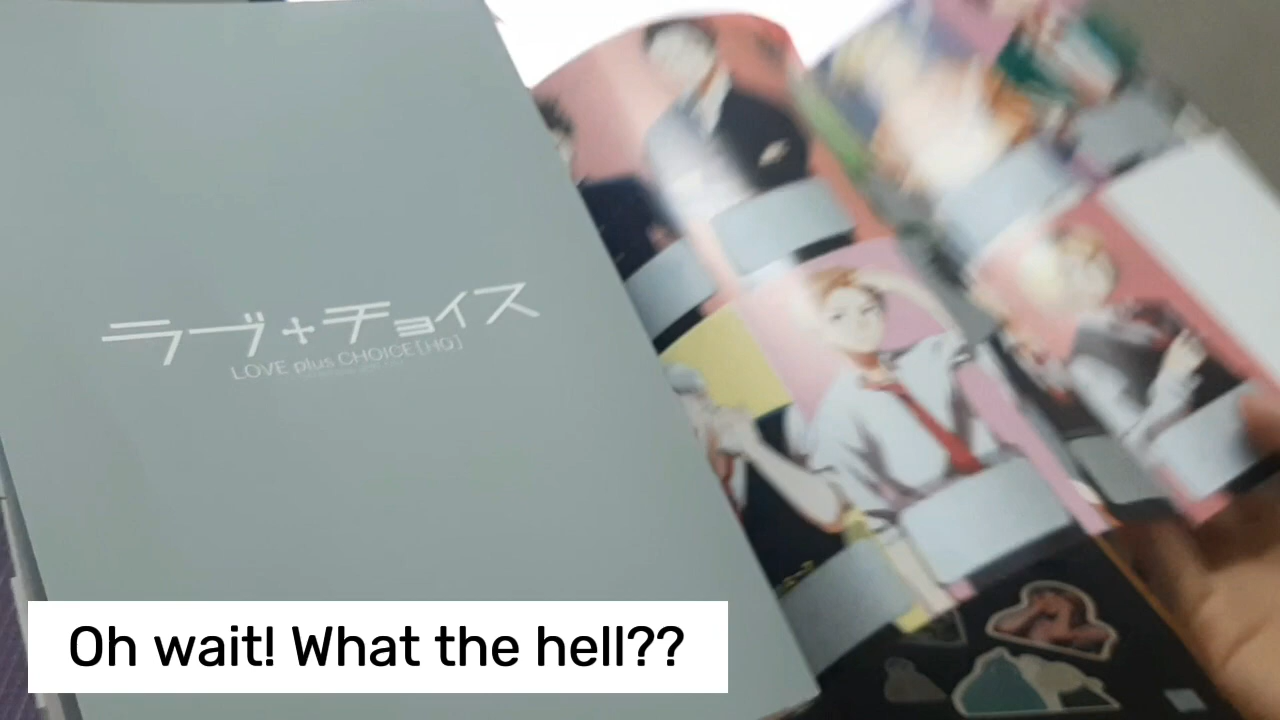 ラブ+チョイス
LOVE plus CHOICE [HQ]
Oh wait! What the hell??